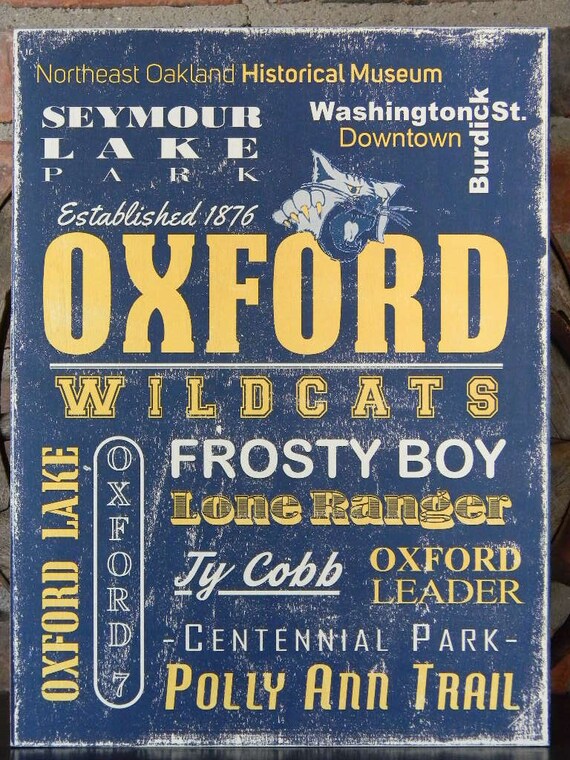 Northeast Oakland Historical Museum
SEYMOUR
LAKE
PARK
Washington St.
Downtown
Burdick
Established 1876
OXFORD
WILDCATS
OXFORD LAKE
OXFORD 7
FROSTY BOY
Lone Ranger
Ty Cobb
OXFORD
LEADER
-CENTENNIAL PARK-
POLLY ANN TRAIL